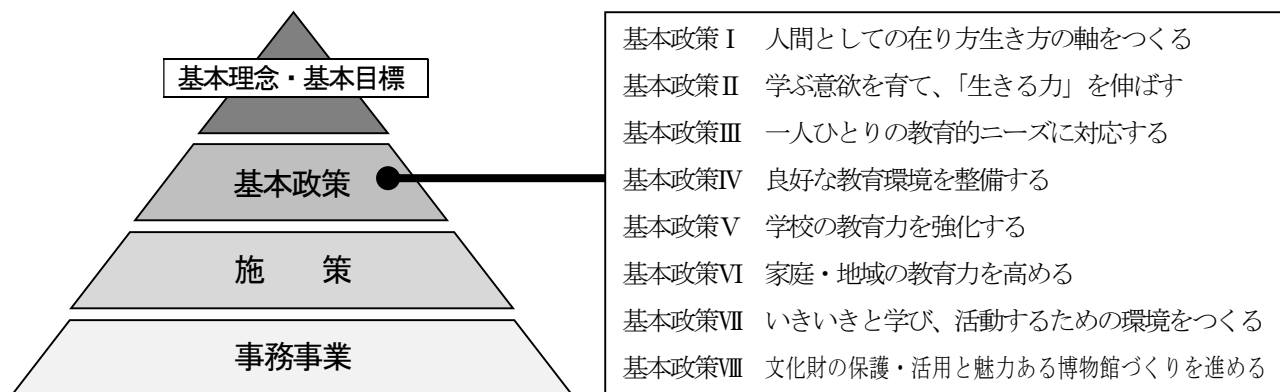 基本理念・基本目標
基本政策
施　策
事務事業
基本政策Ⅰ　人間としての在り方生き方の軸をつくる
基本政策Ⅱ　学ぶ意欲を育て、「生きる力」を伸ばす
基本政策Ⅲ　一人ひとりの教育的ニーズに対応する
基本政策Ⅳ　良好な教育環境を整備する
基本政策Ⅴ　学校の教育力を強化する
基本政策Ⅵ　家庭・地域の教育力を高める
基本政策Ⅶ　いきいきと学び、活動するための環境をつくる
基本政策Ⅷ　文化財の保護・活用と魅力ある博物館づくりを進める